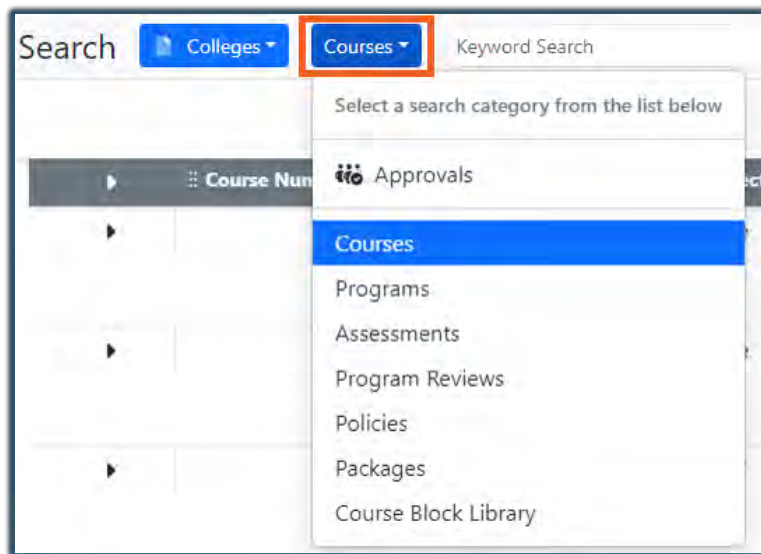 Search Colleges Courses Keyword Search
Select a search category from the list below
Approvals
Course Num
Courses
Programs
Assessments
Program Reviews
Policies
Packages
Course Block Library